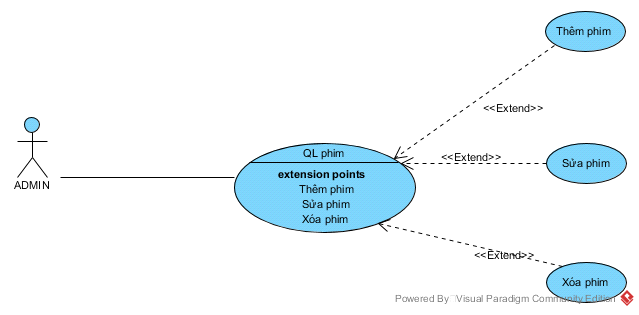 Thêm phim
<<Extend>>
ADMIN
QL phim
extension points
Thêm phim
Sửa phim
Xóa phim
<<Extend>>
Sửa phim
<<Extend>>
Xóa phim
Powered By Visual Paradigm Community Edition